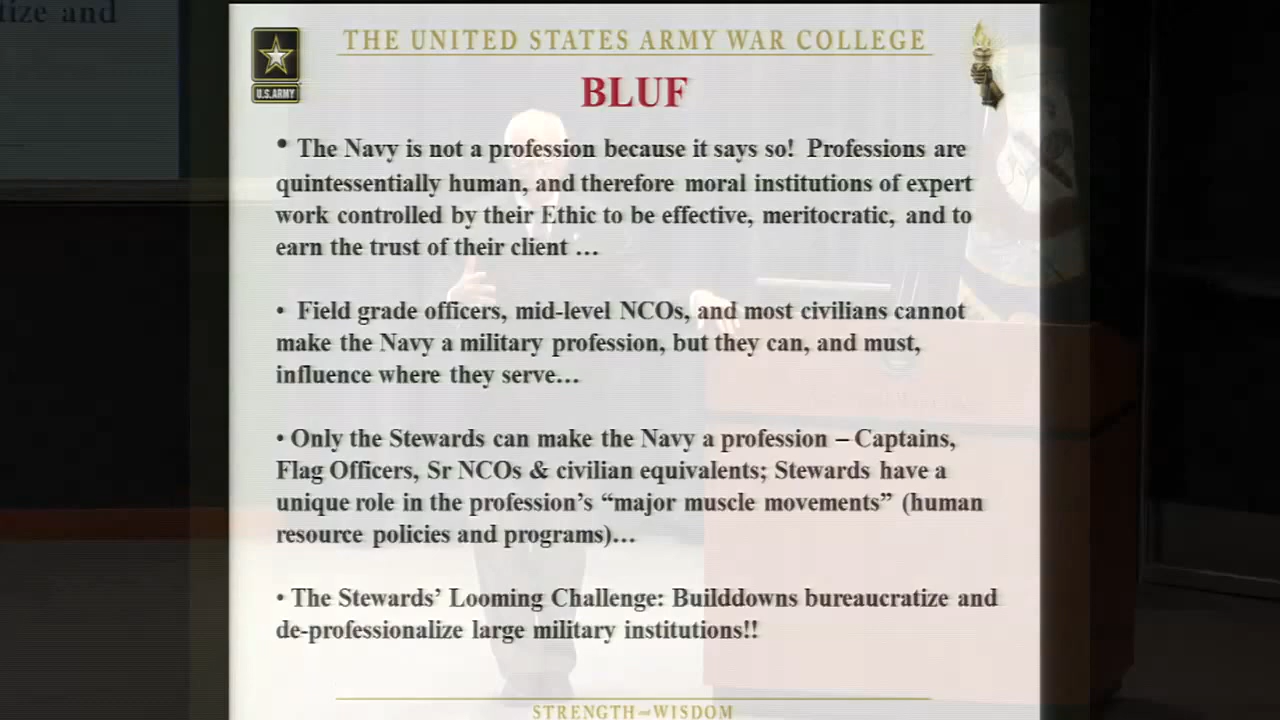 tize and
THE UNITED STATES ARMY WAR COLLEGE
U.S.ARMY
BLUF
• The Navy is not a profession because it says so! Professions are
quintessentially human, and therefore moral institutions of expert
work controlled by their Ethic to be effective, meritocratic, and to
earn the trust of their client …
• Field grade officers, mid-level NCOs, and most civilians cannot
make the Navy a military profession, but they can, and must,
influence where they serve…
• Only the Stewards can make the Navy a profession – Captains,
Flag Officers, Sr NCOs & civilian equivalents; Stewards have a
unique role in the profession's “major muscle movements” (human
resource policies and programs)…
• The Stewards' Looming Challenge: Builddowns bureaucratize and
de-professionalize large military institutions!!
STRENGTH and WISDOM